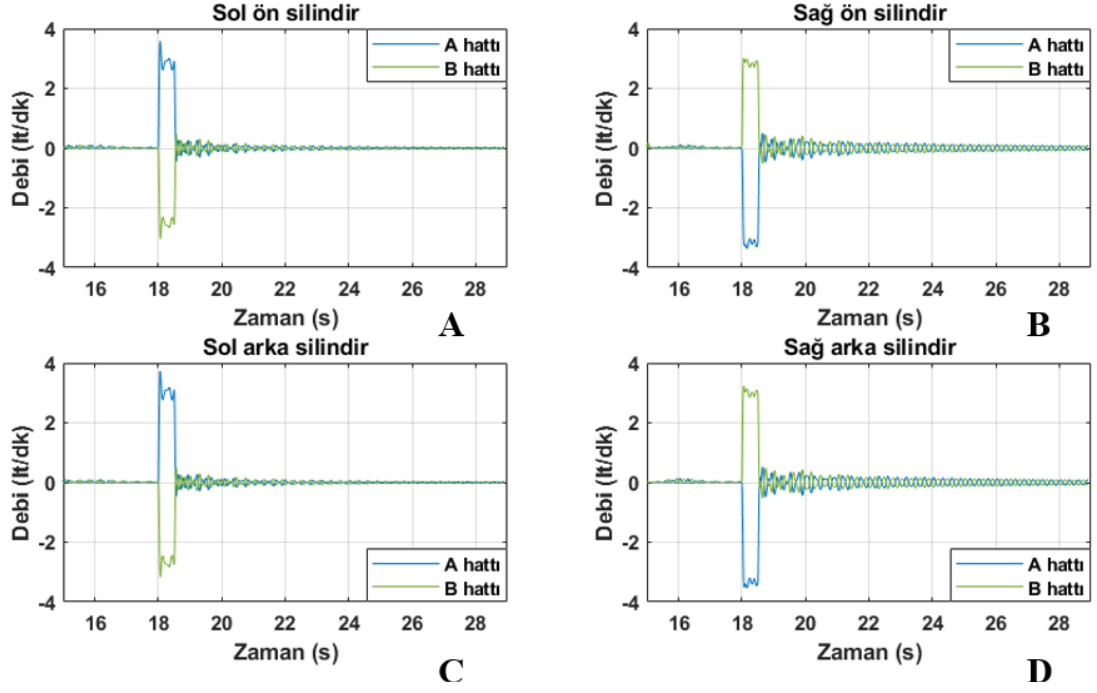 Sol ön silindir
4
2
0
-2
-4
Debi (lt/dk)
A hattı
B hattı
16 18 20 22 24 26 28
Zaman (s)
A
Sağ ön silindir
4
2
0
-2
-4
Debi (lt/dk)
A hattı
B hattı
16 18 20 22 24 26 28
Zaman (s)
B
Sol arka silindir
4
2
0
-2
-4
Debi (lt/dk)
A hattı
B hattı
16 18 20 22 24 26 28
Zaman (s)
C
Sağ arka silindir
4
2
0
-2
-4
Debi (lt/dk)
A hattı
B hattı
16 18 20 22 24 26 28
Zaman (s)
D